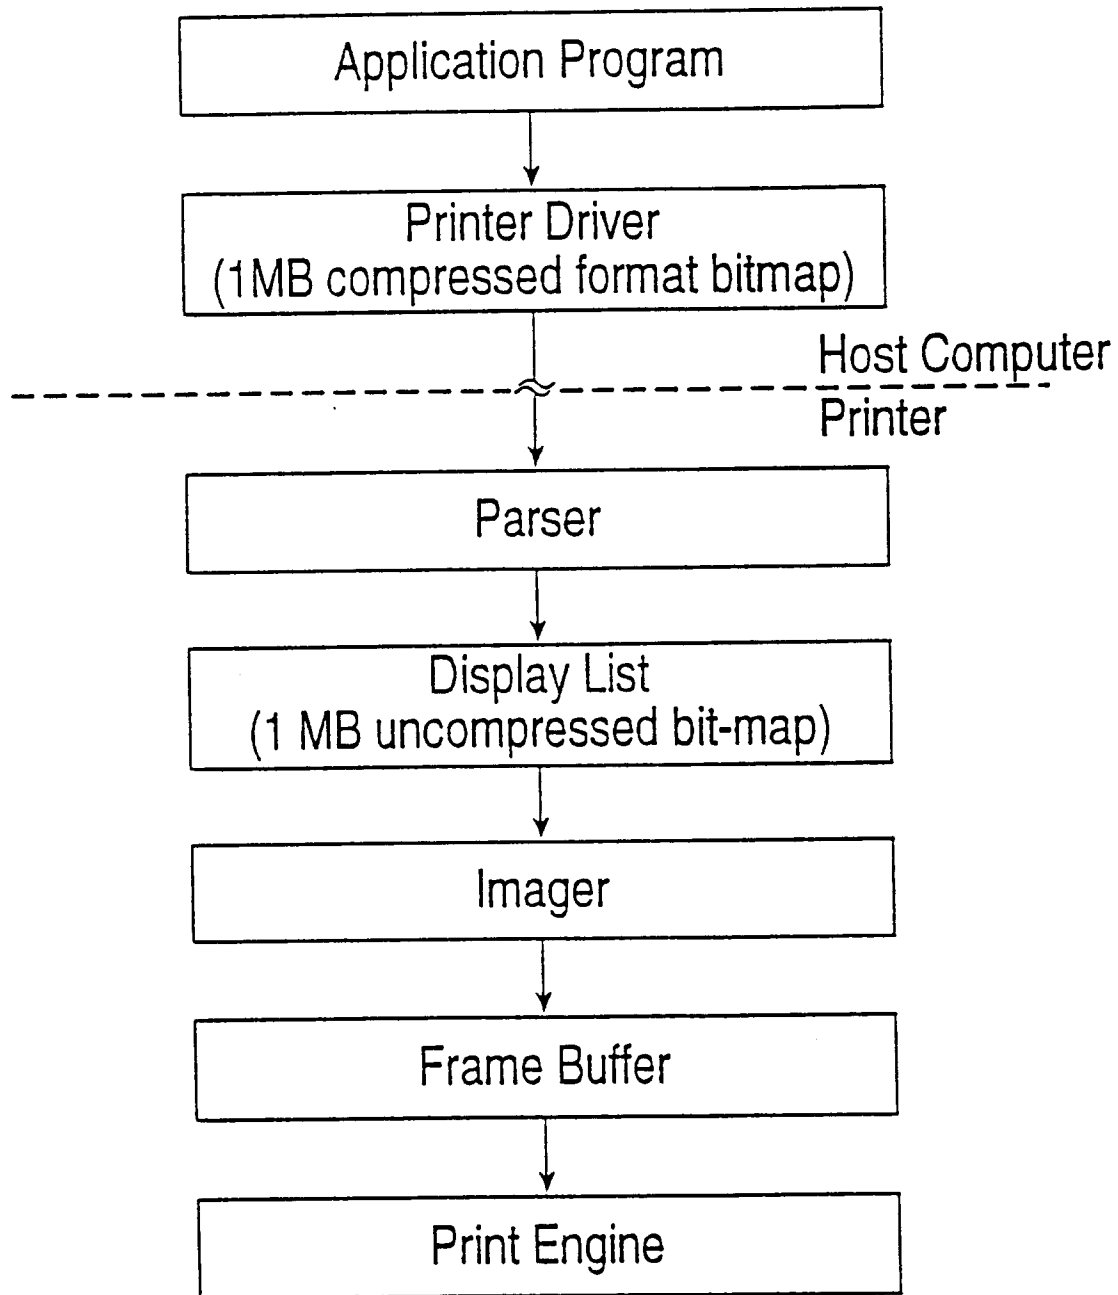 Application Program
Printer Driver
(1MB compressed format bitmap)
Host Computer
Printer
Parser
Display List
(1 MB uncompressed bit-map)
Imager
Frame Buffer
Print Engine